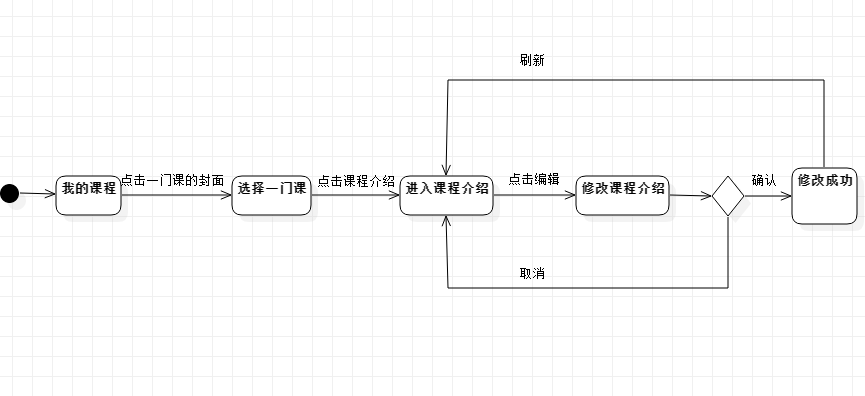 刷新
我的课程
点击一门课的封面
选择一门课
点击课程介绍
进入课程介绍
点击编辑
修改课程介绍
确认
修改成功
取消